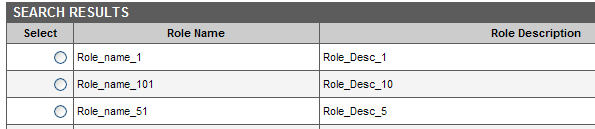 SEARCH RESULTS
Select Role Name Role Description
Role_name_1 Role_Desc_1
Role_name_101 Role_Desc_10
Role_name_51 Role_Desc_5